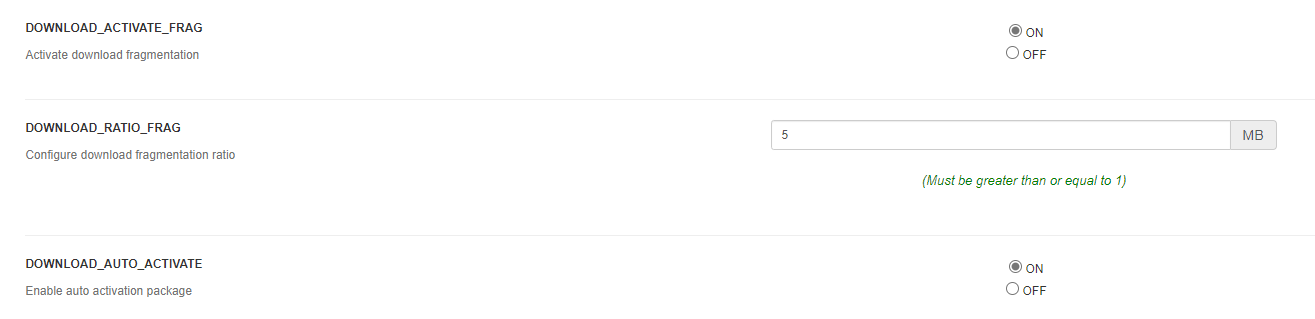 DOWNLOAD_ACTIVATE_FRAG
Activate download fragmentation
ON
OFF
DOWNLOAD_RATIO_FRAG
Configure download fragmentation ratio
5 MB
(Must be greater than or equal to 1)
DOWNLOAD_AUTO_ACTIVATE
Enable auto activation package
ON
OFF